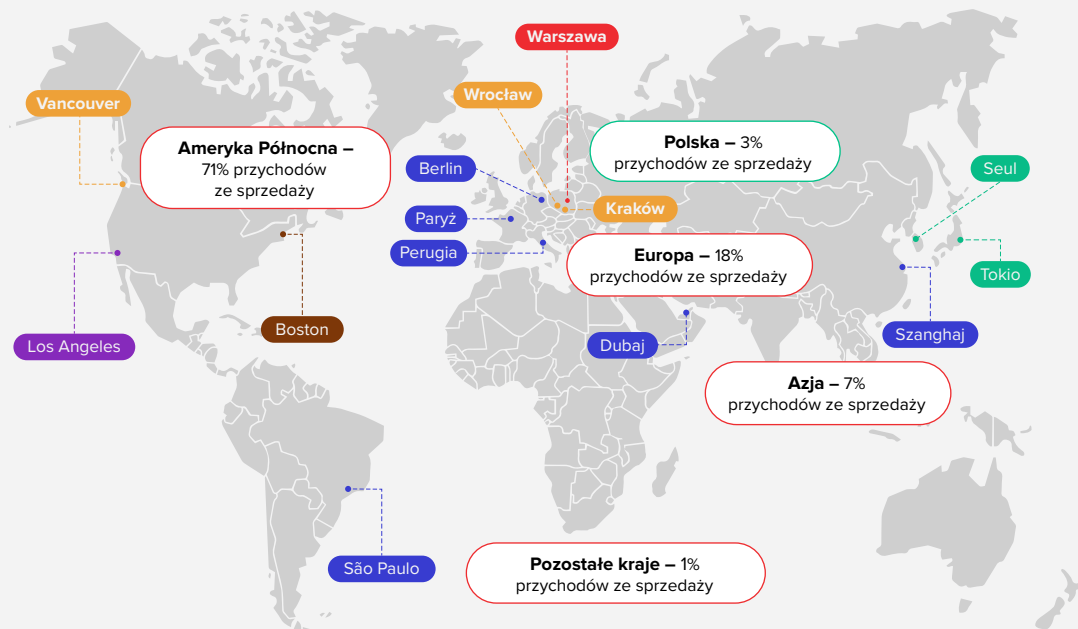 Warszawa
Wrocław
Vancouver
Ameryka Północna –
71% przychodów
ze sprzedaży
Polska – 3%
przychodów ze sprzedaży
Berlin
Seul
Paryż
Kraków
Perugia
Europa – 18%
przychodów ze sprzedaży
Tokio
Boston
Los Angeles
Dubaj
Szanghaj
Azja – 7%
przychodów ze sprzedaży
São Paulo
Pozostałe kraje – 1%
przychodów ze sprzedaży